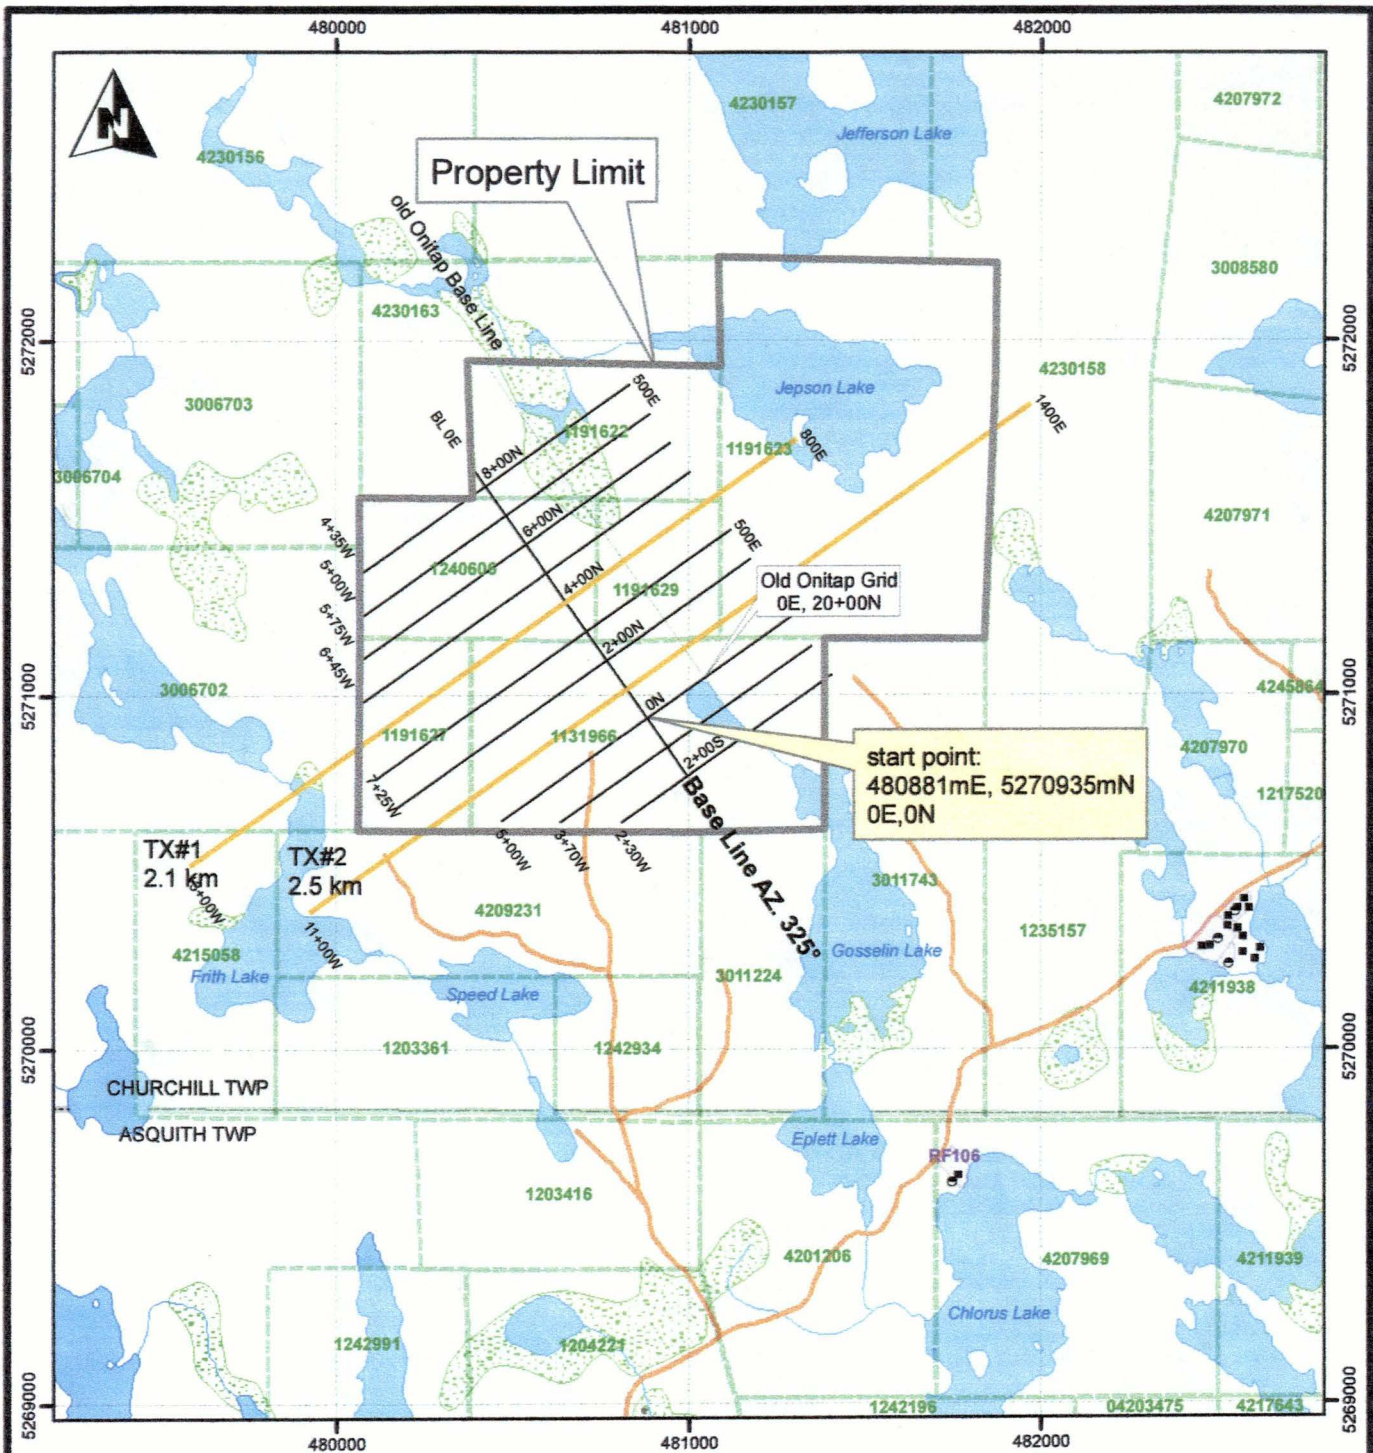 480000
481000
482000
N
4230157
4207972
Jefferson Lake
4230156
Property Limit
old Onitap Base Line
3008580
4230163
5272000
5272000
4230158
Jepson Lake
500E
1400E
3006703
BL 0E
1191622
1191623
800E
8+00N
3006704
4207971
6+00N
500E
4+35W
1240608
Old Onitap Grid
0E, 20+00N
5+00W
4+00N
1191629
5+75W
2+00N
6+45W
4245864
3006702
5271000
5271000
0N
1191627
1131966
4207970
2+00S
start point:
480881mE, 5270935mN
0E,0N
1217520
7+25W
Base Line AZ. 325°
5+00W
3+70W
2+30W
TX#1
2.1 km
TX#2
2.5 km
3011743
4209231
11+00W
1235157
4215058
Frith Lake
Gosselin Lake
3011224
Speed Lake
4211938
1203361
1242934
5270000
5270000
CHURCHILL TWP
ASQUITH TWP
Eplett Lake
RF106
1203416
4201206
4207969
4211939
Chlorus Lake
1242991
1204221
5269000
5269000
1242196
04203475
4217643
480000
481000
482000